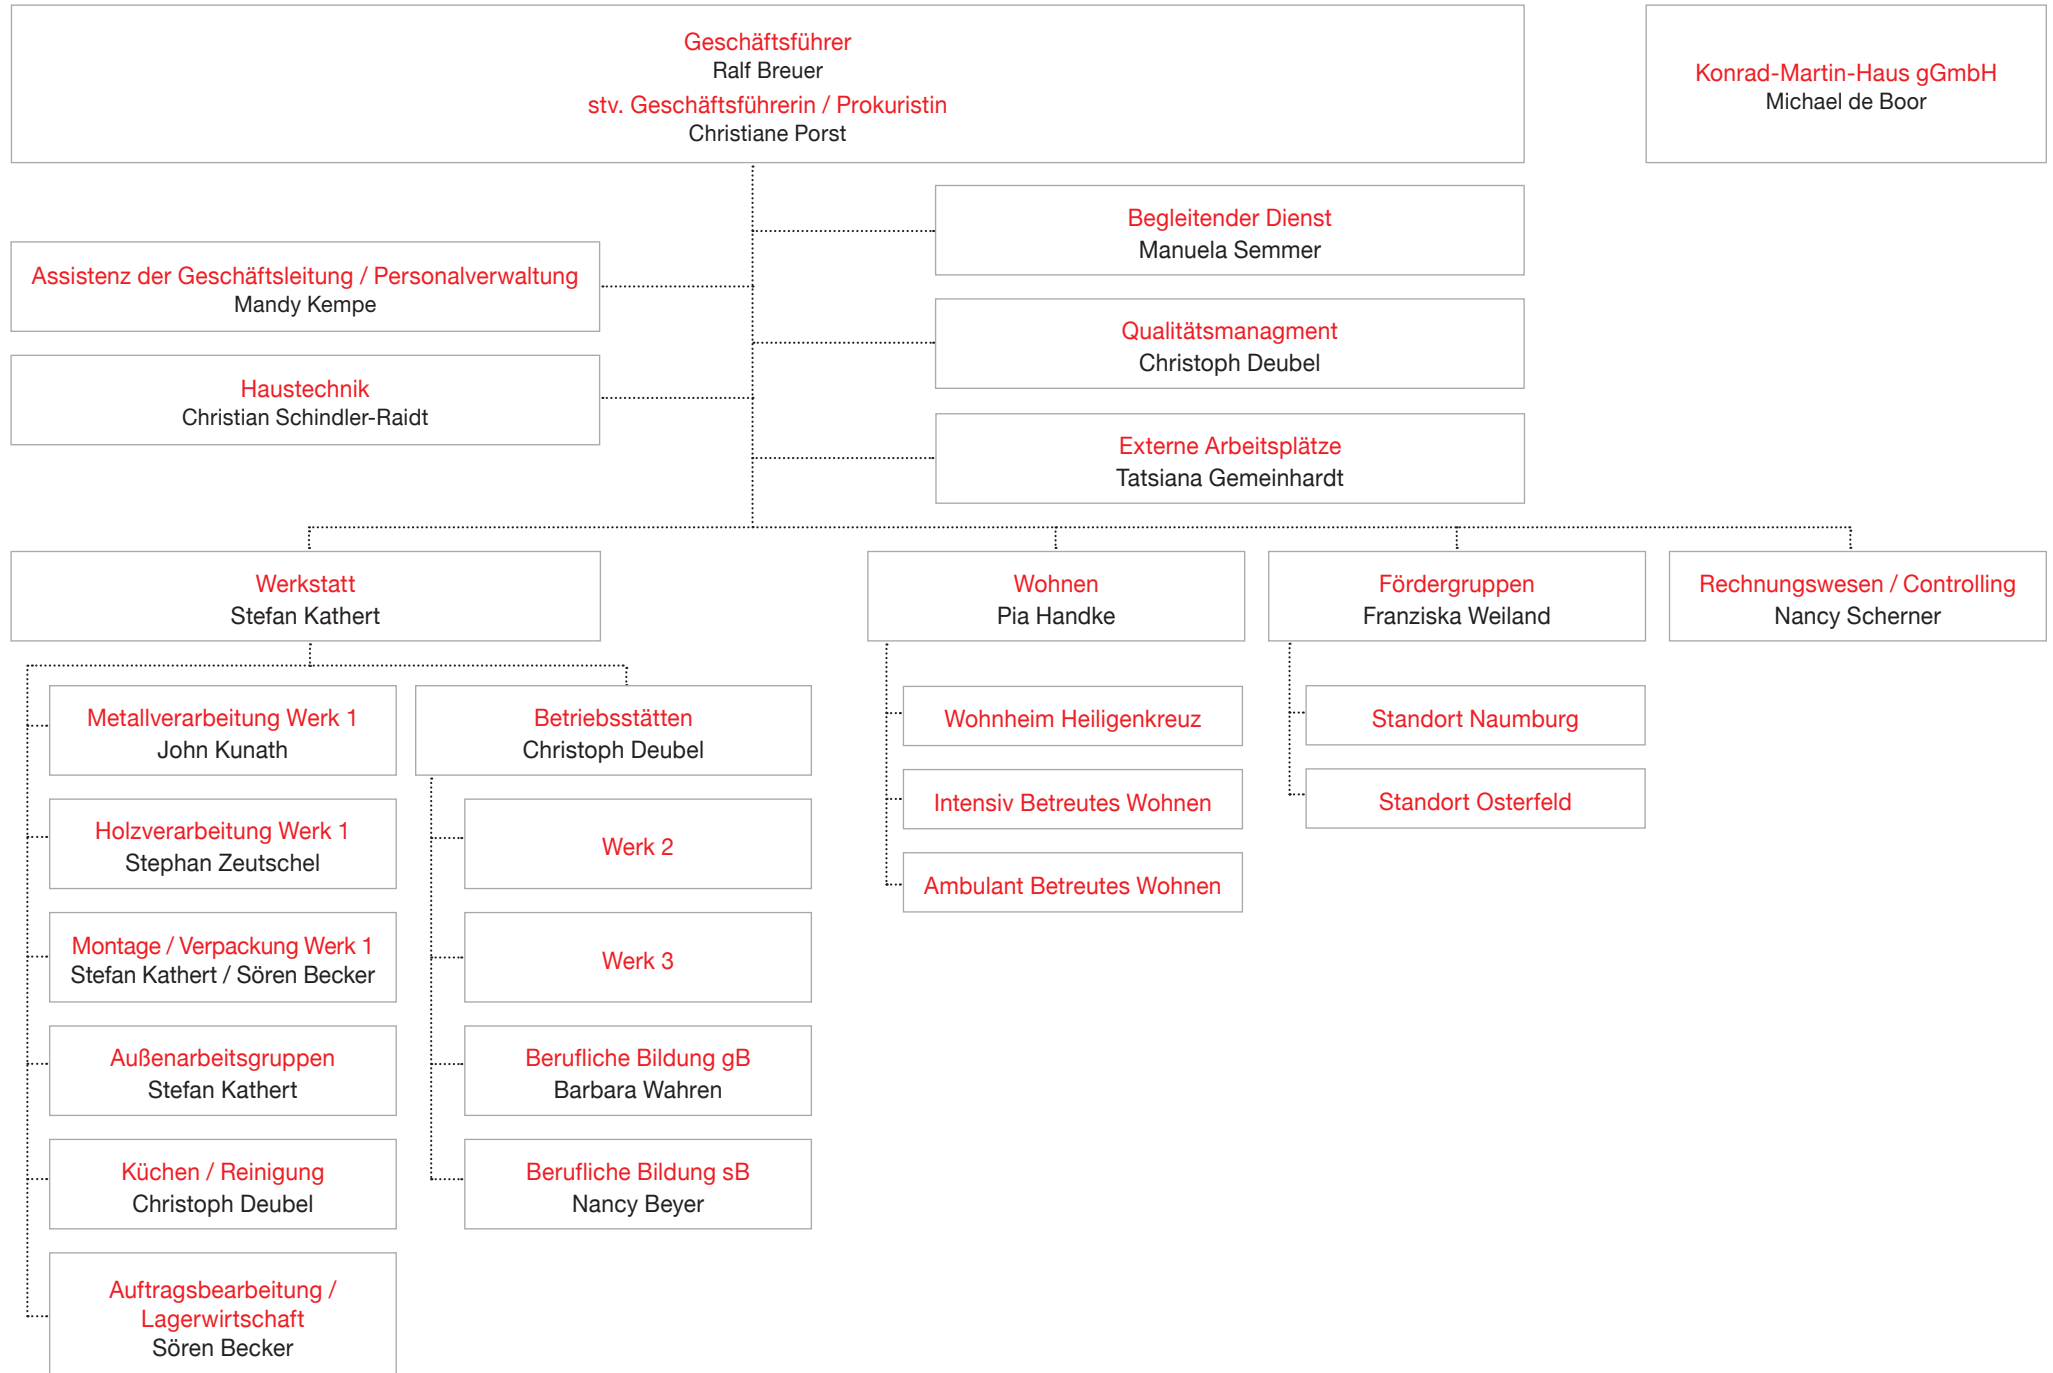 Geschäftsführer
Ralf Breuer
stv. Geschäftsführerin / Prokuristin
Christiane Porst
Konrad-Martin-Haus gGmbH
Michael de Boor
Begleitender Dienst
Manuela Semmer
Assistenz der Geschäftsleitung / Personalverwaltung
Mandy Kempe
Qualitätsmanagment
Christoph Deubel
Haustechnik
Christian Schindler-Raidt
Externe Arbeitsplätze
Tatsiana Gemeinhardt
Werkstatt
Stefan Kathert
Wohnen
Pia Handke
Fördergruppen
Franziska Weiland
Rechnungswesen / Controlling
Nancy Scherner
Metallverarbeitung Werk 1
John Kunath
Holzverarbeitung Werk 1
Stephan Zeutschel
Montage / Verpackung Werk 1
Stefan Kathert / Sören Becker
Außenarbeitsgruppen
Stefan Kathert
Küchen / Reinigung
Christoph Deubel
Auftragsbearbeitung /
Lagerwirtschaft
Sören Becker
Betriebsstätten
Christoph Deubel
Werk 2
Werk 3
Berufliche Bildung gB
Barbara Wahren
Berufliche Bildung sB
Nancy Beyer
Wohnheim Heiligenkreuz
Intensiv Betreutes Wohnen
Ambulant Betreutes Wohnen
Standort Naumburg
Standort Osterfeld